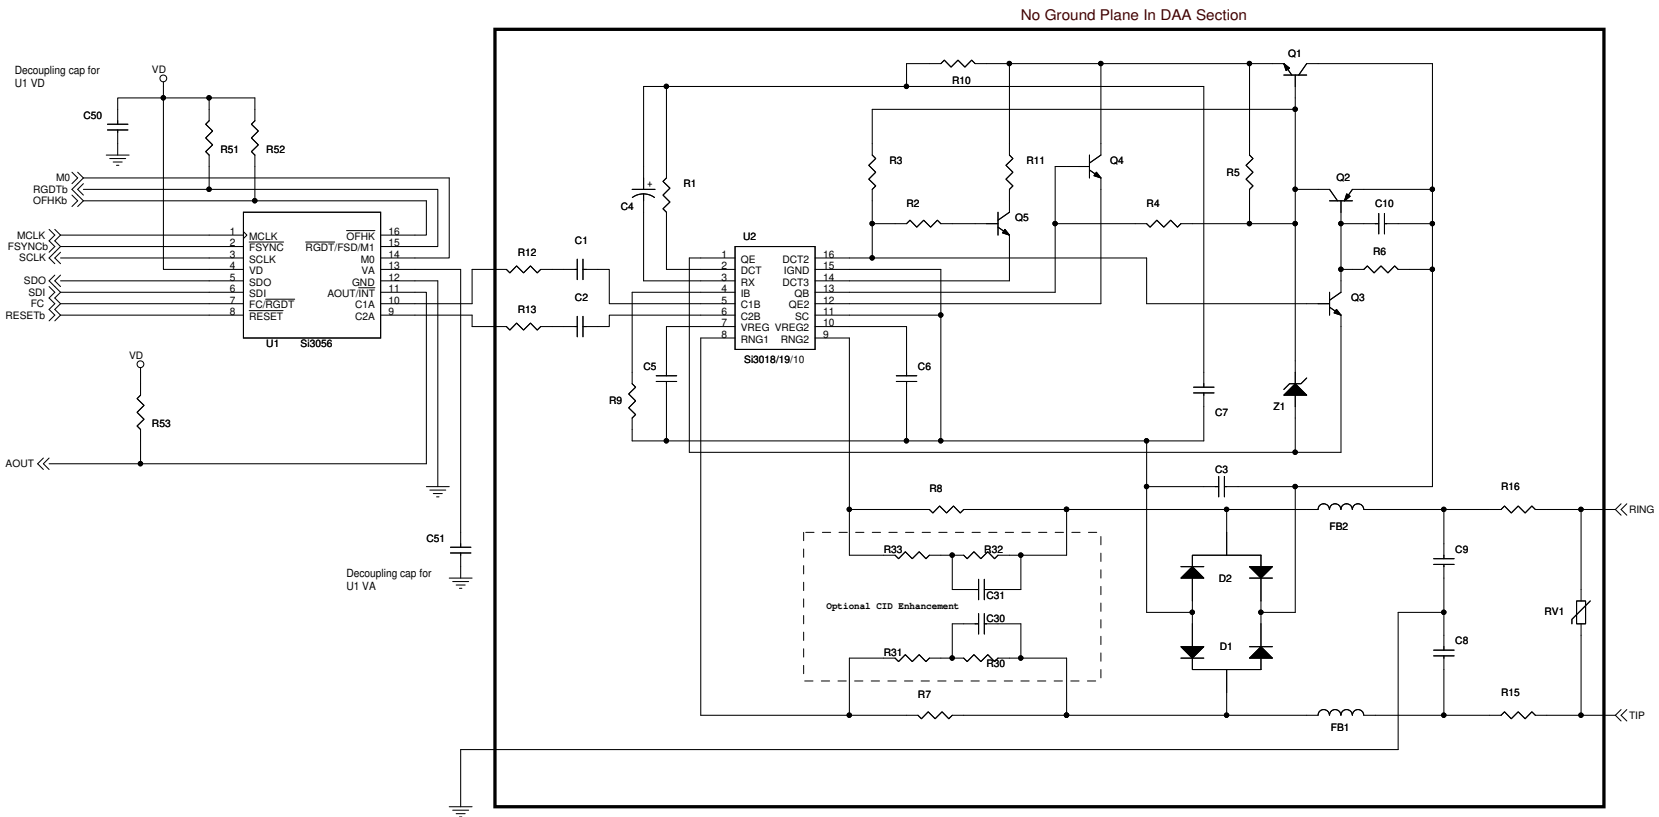 No Ground Plane In DAA Section
Decoupling cap for
U1 VD
VD
C50
R51
R52
M0
RGDTb
OFHKb
MCLK
FSYNCb
SCLK
SDO
SDI
FC
RESETb
1
2
3
4
5
6
7
8
MCLK
FSYNC
SCLK
VD
SDO
SDI
FC/RGDT
RESET
OFHK
RGDT/FSD/M1
M0
VA
GND
AOUT/INT
C1A
C2A
16
15
14
13
12
11
10
9
U1
Si3056
VD
R53
AOUT
C51
Decoupling cap for
U1 VA
R12
C1
R13
C2
C4
+
R1
R10
R3
R2
R11
Q5
Q4
R4
R5
Q1
Q2
C10
R6
Q3
U2
1
2
3
4
5
6
7
8
QE
DCT
RX
IB
C1B
C2B
VREG
RNG1
DCT2
IGND
DCT3
QB
QE2
SC
VREG2
RNG2
16
15
14
13
12
11
10
9
Si3018/19/10
C5
R9
C6
C7
Z1
C3
R8
R33
R32
C31
Optional CID Enhancement
C30
R31
R30
R7
D2
D1
FB2
FB1
R16
RING
C9
C8
RV1
R15
TIP